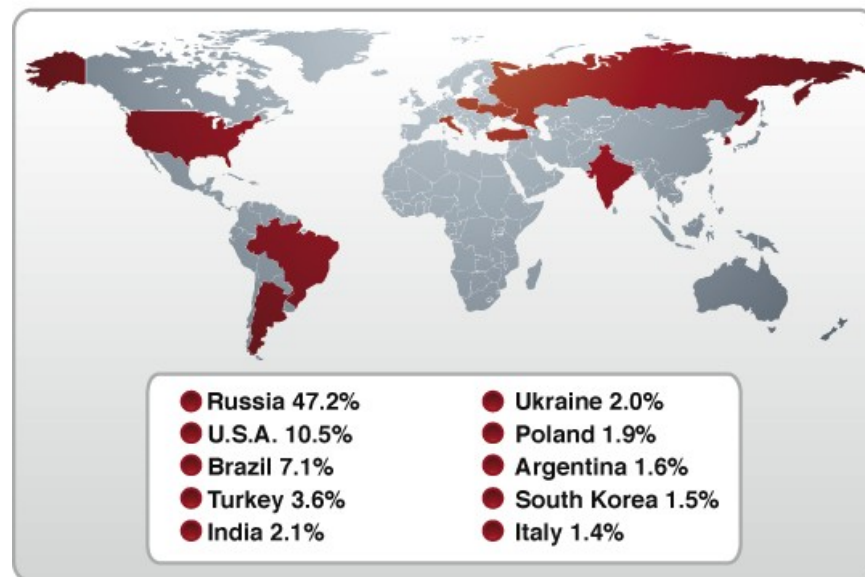 Russia 47.2%
U.S.A. 10.5%
Brazil 7.1%
Turkey 3.6%
India 2.1%
Ukraine 2.0%
Poland 1.9%
Argentina 1.6%
South Korea 1.5%
Italy 1.4%